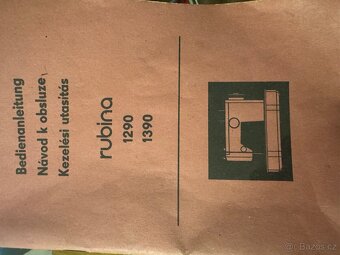 Bedienanleitung
Návod k obsluze
Kezelési utasítás
rubina
1290
1390
© bazos.cz